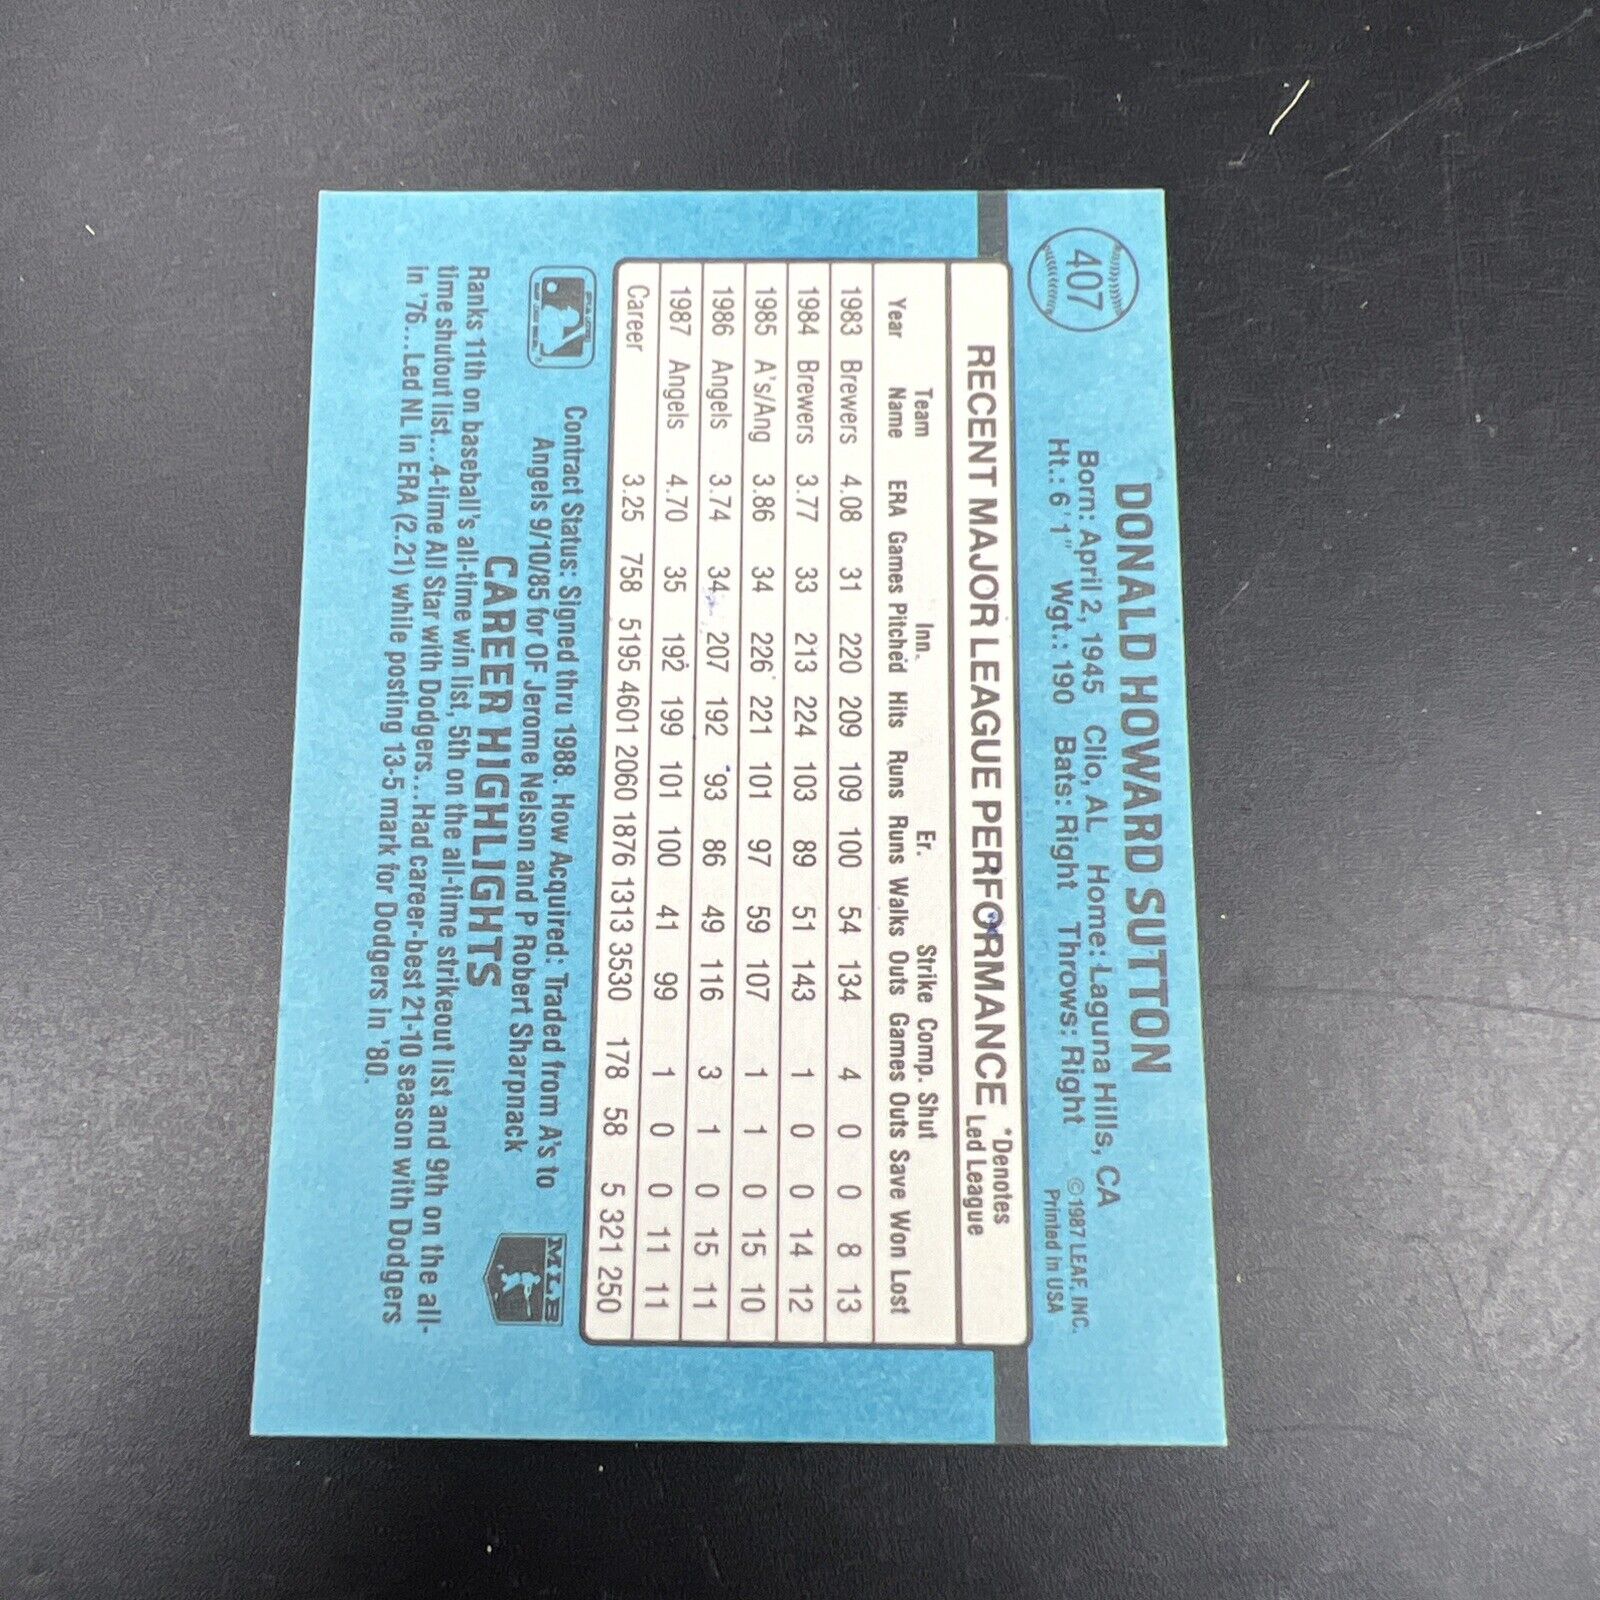 407
DONALD HOWARD SUTTON
Born: April 2, 1945 Clio, AL Home: Laguna Hills, CA
Ht.: 6'1" Wgt.: 190 Bats: Right Throws: Right
©1987 LEAF, INC.
Printed in USA
RECENT MAJOR LEAGUE PERFORMANCE *Denotes Led League
Team Inn. Er. Strike Comp. Shut
Year Name ERA Games Pitched Hits Runs Runs Walks Outs Games Outs Save Won Lost
1983 Brewers 4.08 31 220 209 109 100 54 134 4 0 0 8 13
1984 Brewers 3.77 33 213 224 103 89 51 143 1 0 0 14 12
1985 A's/Ang 3.86 34 226 221 101 97 59 107 1 1 0 15 10
1986 Angels 3.74 34 207 192 93 86 49 116 3 1 0 15 11
1987 Angels 4.70 35 192 199 101 100 41 99 1 0 0 11 11
Career 3.25 758 5195 4601 2060 1876 1313 3530 178 58 5 321 250
Contract Status: Signed thru 1988. How Acquired: Traded from A's to
Angels 9/10/85 for OF Jerome Nelson and P Robert Sharpnack
MLB
CAREER HIGHLIGHTS
Ranks 11th on baseball's all-time win list, 5th on the all-time strikeout list and 9th on the all-
time shutout list...4-time All Star with Dodgers...Had career-best 21-10 season with Dodgers
in '76...Led NL in ERA (2.21) while posting 13-5 mark for Dodgers in '80.